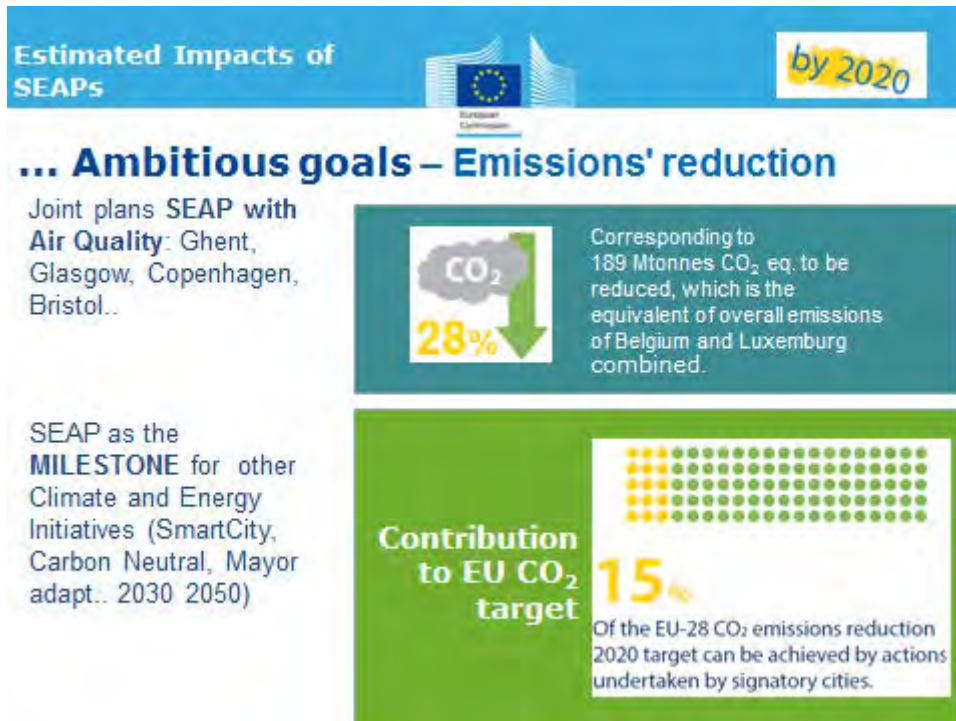 Estimated Impacts of
SEAPs
European
Commission
by 2020
... Ambitious goals – Emissions' reduction
Joint plans SEAP with
Air Quality: Ghent,
Glasgow, Copenhagen,
Bristol..
CO₂
28%
Corresponding to
189 Mtonnes CO₂ eq. to be
reduced, which is the
equivalent of overall emissions
of Belgium and Luxemburg
combined.
SEAP as the
MILESTONE for other
Climate and Energy
Initiatives (SmartCity,
Carbon Neutral, Mayor
adapt.. 2030 2050)
Contribution
to EU CO₂
target
15%
Of the EU-28 CO₂ emissions reduction
2020 target can be achieved by actions
undertaken by signatory cities.